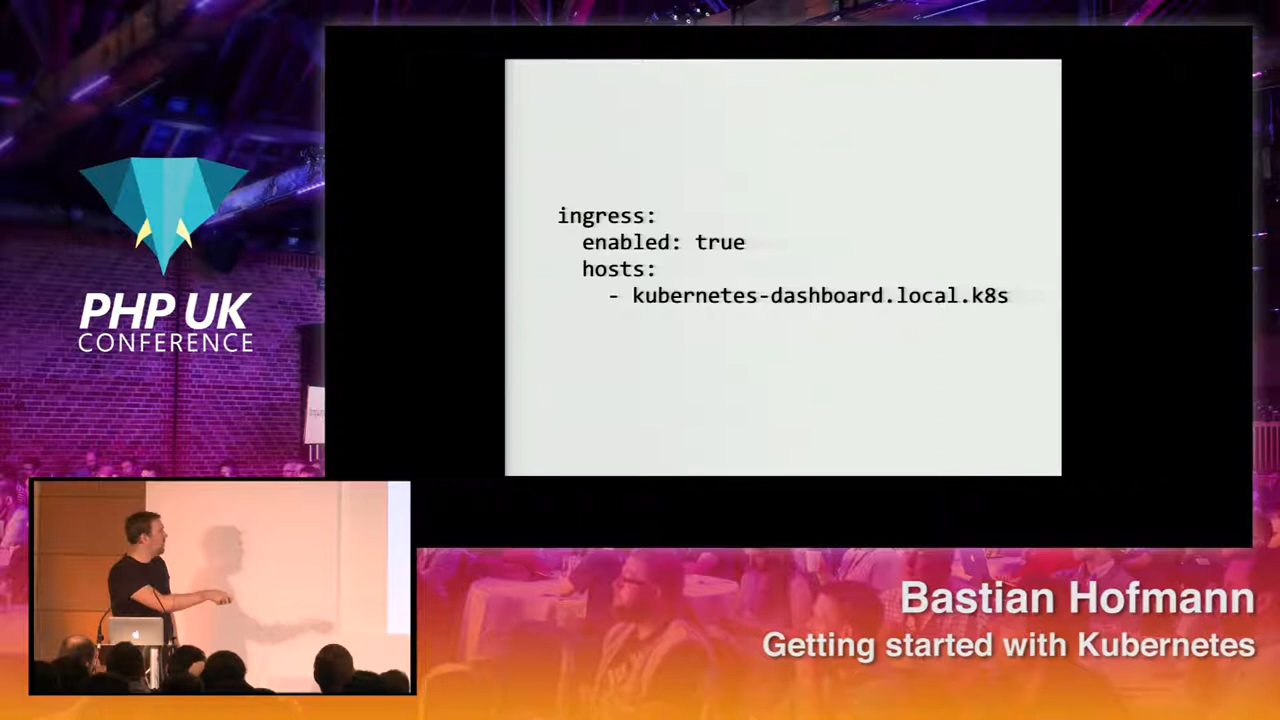 PHP UK
CONFERENCE
ingress:
  enabled: true
  hosts:
    - kubernetes-dashboard.local.k8s
Bastian Hofmann
Getting started with Kubernetes